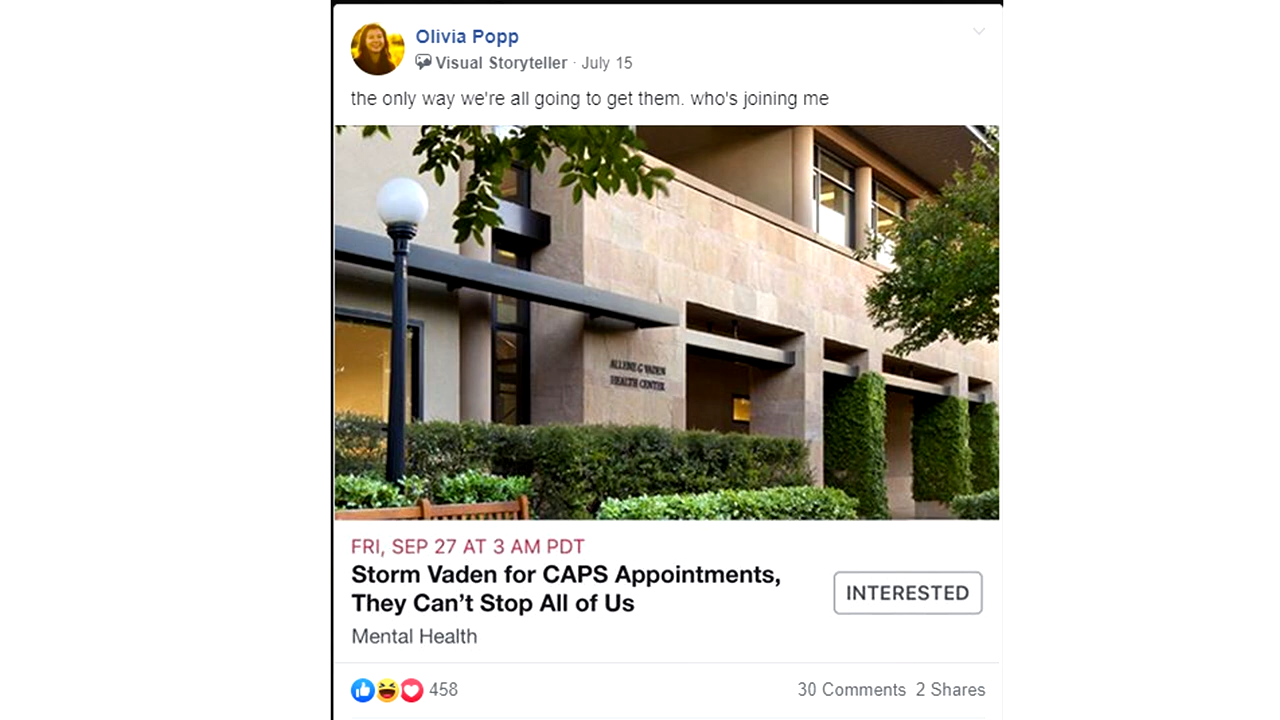 Olivia Popp
Visual Storyteller · July 15
the only way we're all going to get them. who's joining me
ALLENE G VADEN
HEALTH CENTER
FRI, SEP 27 AT 3 AM PDT
Storm Vaden for CAPS Appointments,
They Can’t Stop All of Us
INTERESTED
Mental Health
458
30 Comments 2 Shares